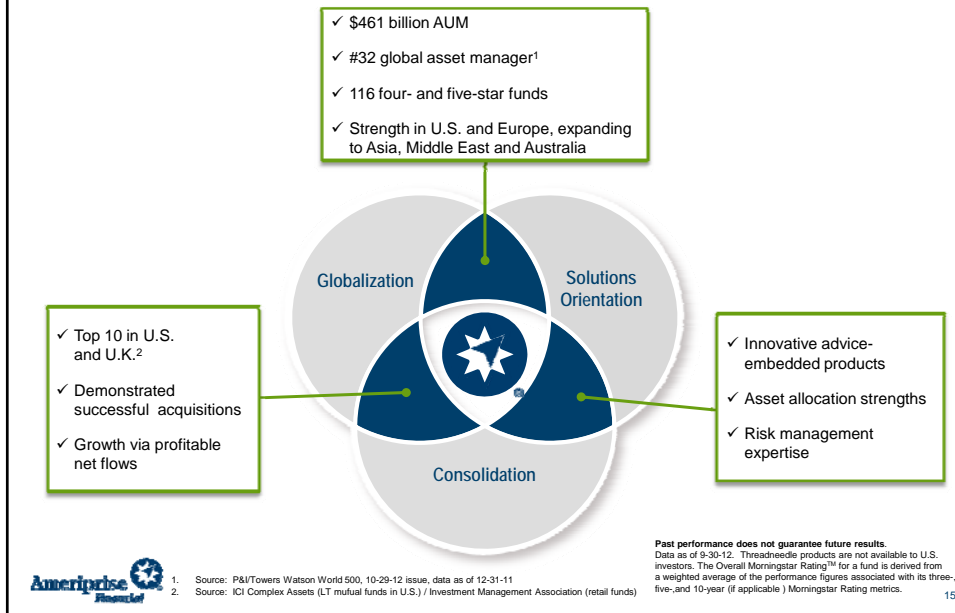 ✓ $461 billion AUM
✓ #32 global asset manager1
✓ 116 four- and five-star funds
✓ Strength in U.S. and Europe, expanding
to Asia, Middle East and Australia
Globalization
Solutions
Orientation
✓ Top 10 in U.S.
and U.K.2
✓ Demonstrated
successful acquisitions
✓ Growth via profitable
net flows
✓ Innovative advice-
embedded products
✓ Asset allocation strengths
✓ Risk management
expertise
Consolidation
Ameriprise
Financial
1. Source: P&I/Towers Watson World 500, 10-29-12 issue, data as of 12-31-11
2. Source: ICI Complex Assets (LT mutual funds in U.S.) / Investment Management Association (retail funds)
Past performance does not guarantee future results.
Data as of 9-30-12. Threadneedle products are not available to U.S.
investors. The Overall Morningstar Rating™ for a fund is derived from
a weighted average of the performance figures associated with its three-,
five-,and 10-year (if applicable ) Morningstar Rating metrics.
15